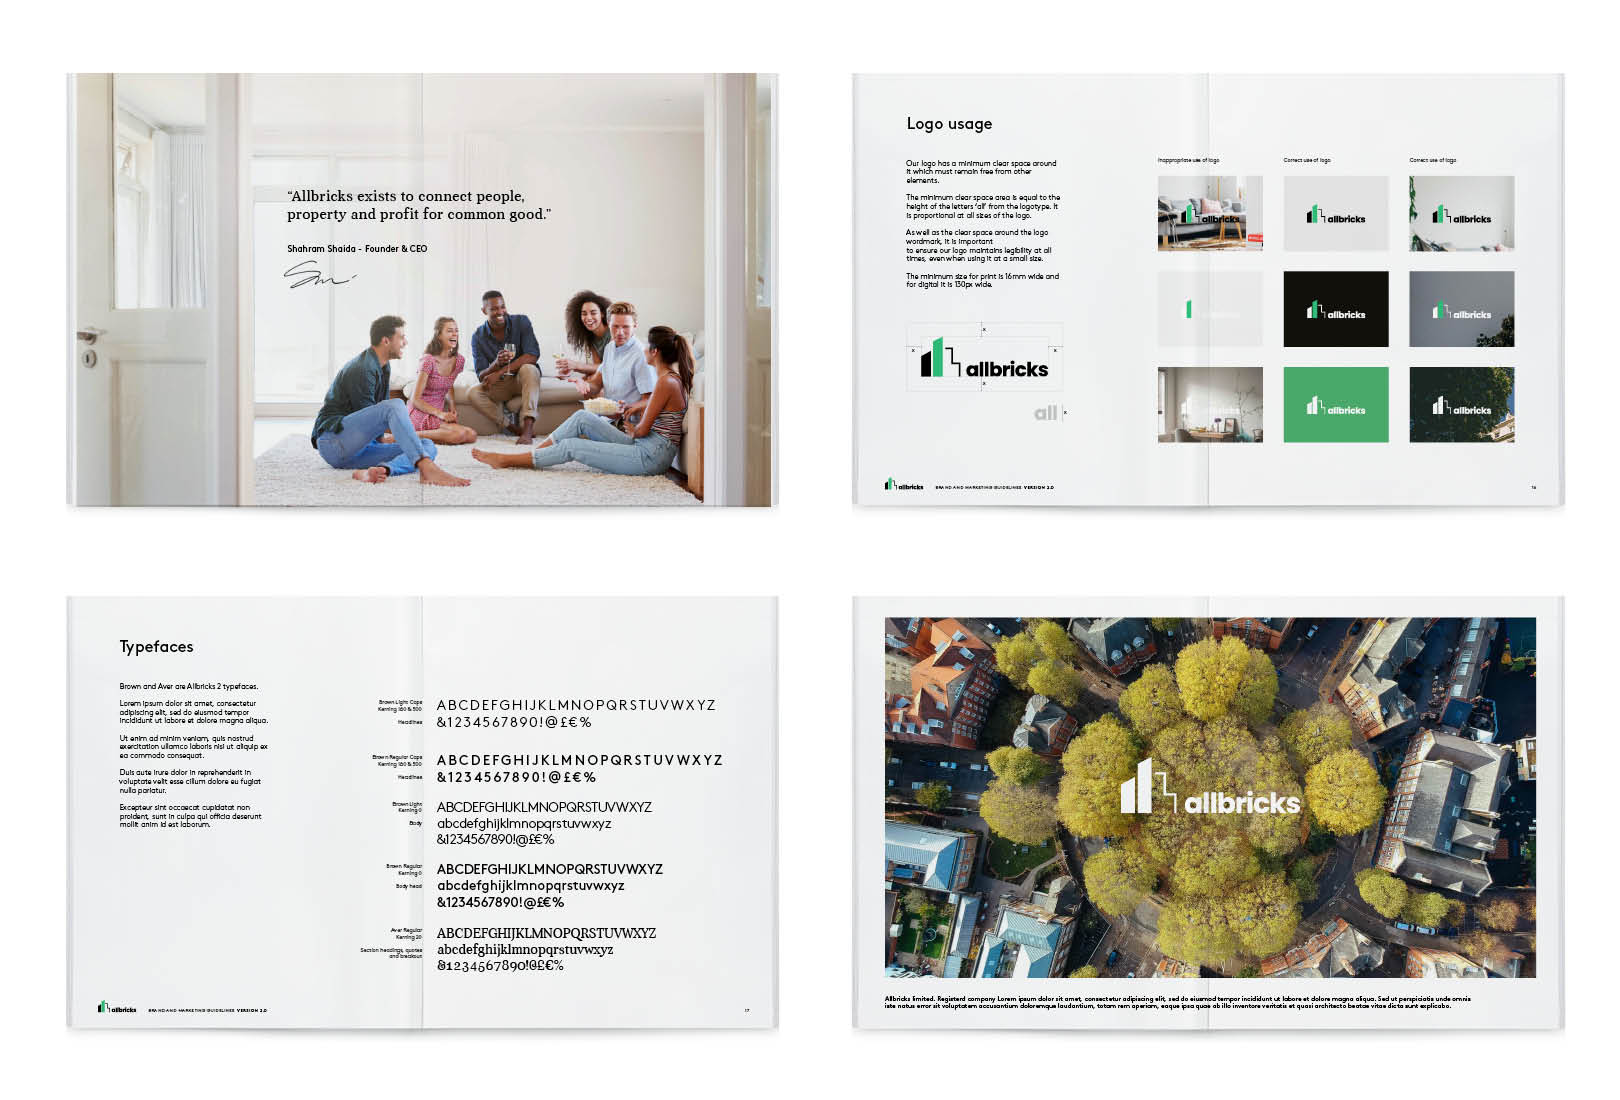 “Allbricks exists to connect people,
property and profit for common good.”
Shahram Shaida - Founder & CEO
Logo usage
Our logo has a minimum clear space around
it which must remain free from other
elements.
The minimum clear space area is equal to the
height of the letters ‘all’ from the logotype. It
is proportional at all sizes of the logo.
As well as the clear space around the logo
wordmark, it is important
to ensure our logo maintains legibility at all
times, even when using it at a small size.
The minimum size for print is 16mm wide and
for digital it is 130px wide.
x
x
x
allbricks
x
all x
Inappropriate use of logo
Correct use of logo
Correct use of logo
allbricks
allbricks
allbricks
allbricks
allbricks
allbricks
allbricks
allbricks
BRAND AND MARKETING GUIDELINES VERSION 2.0
16
Typefaces
Brown and Aver are Allbricks 2 typefaces.
Lorem ipsum dolor sit amet, consectetur
adipiscing elit, sed do eiusmod tempor
incididunt ut labore et dolore magna aliqua.
Ut enim ad minim veniam, quis nostrud
exercitation ullamco laboris nisi ut aliquip ex
ea commodo consequat.
Duis aute irure dolor in reprehenderit in
voluptate velit esse cillum dolore eu fugiat
nulla pariatur.
Excepteur sint occaecat cupidatat non
proident, sunt in culpa qui officia deserunt
mollit anim id est laborum.
Brown Light Caps
Kerning 160 & 500
Headlines
ABCDEFGHIJKLMNOPQRSTUVWXYZ
&1234567890!@£€%
Brown Regular Caps
Kerning 160 & 500
Headlines
ABCDEFGHIJKLMNOPQRSTUVWXYZ
&1234567890!@£€%
Brown Light
Kerning 0
Body
ABCDEFGHIJKLMNOPQRSTUVWXYZ
abcdefghijklmnopqrstuvwxyz
&1234567890!@£€%
Brown Regular
Kerning 0
Body head
ABCDEFGHIJKLMNOPQRSTUVWXYZ
abcdefghijklmnopqrstuvwxyz
&1234567890!@£€%
Aver Regular
Kerning 20
Section headings, quotes
and breakout
ABCDEFGHIJKLMNOPQRSTUVWXYZ
abcdefghijklmnopqrstuvwxyz
&1234567890!@£€%
allbricks
BRAND AND MARKETING GUIDELINES VERSION 2.0
17
allbricks
Allbricks limited. Registerd company Lorem ipsum dolor sit amet, consectetur adipiscing elit, sed do eiusmod tempor incididunt ut labore et dolore magna aliqua. Sed ut perspiciatis unde omnis
iste natus error sit voluptatem accusantium doloremque laudantium, totam rem aperiam, eaque ipsa quae ab illo inventore veritatis et quasi architecto beatae vitae dicta sunt explicabo.